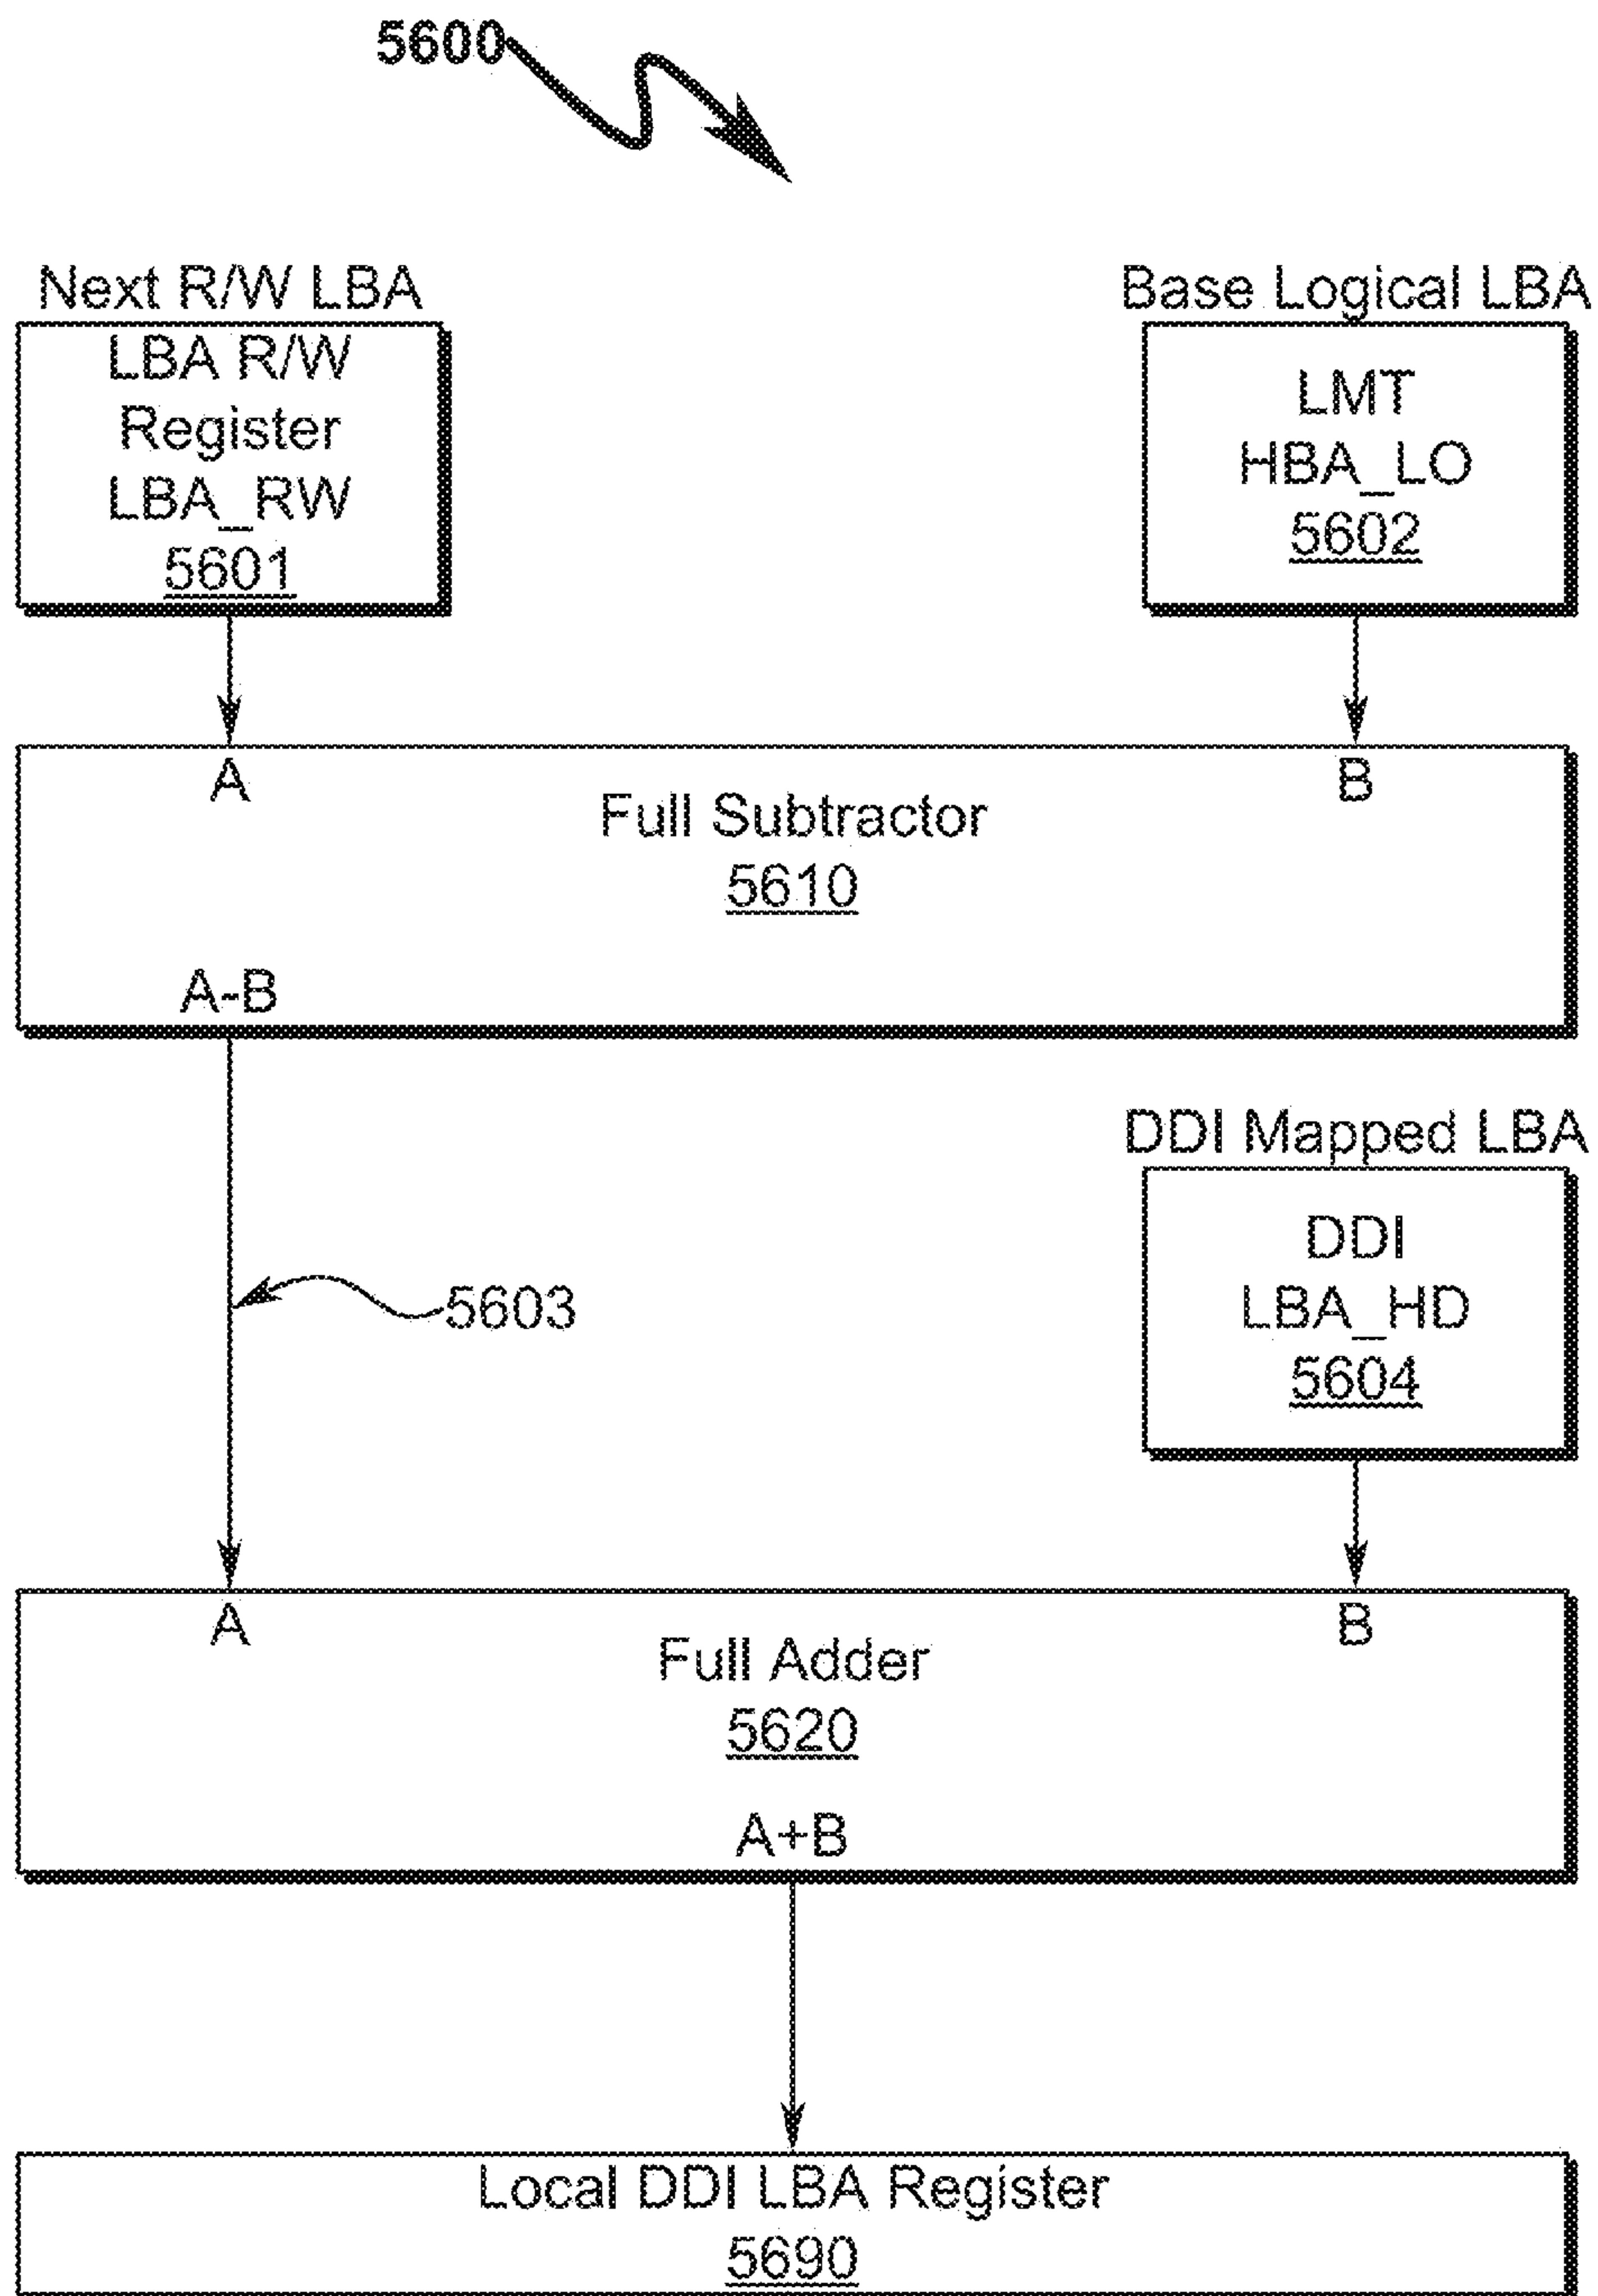 5600
Next R/W LBA
Base Logical LBA
LBA R/W
Register
LBA_RW
5601
LMT
HBA_LO
5602
A
B
Full Subtractor
5610
A-B
DDI Mapped LBA
DDI
LBA_HD
5604
5603
A
B
Full Adder
5620
A+B
Local DDI LBA Register
5690